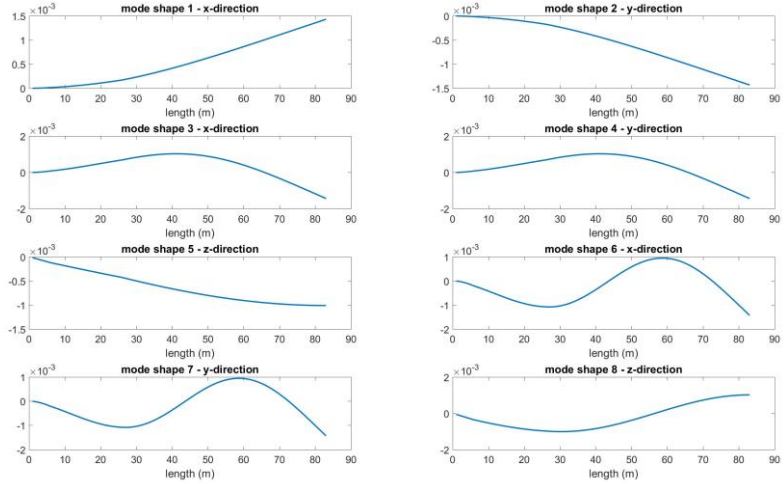 mode shape 1 - x-direction
×10⁻³
1.5
1
0.5
0
0 10 20 30 40 50 60 70 80 90
length (m)
mode shape 2 - y-direction
×10⁻³
0
-0.5
-1
-1.5
0 10 20 30 40 50 60 70 80 90
length (m)
mode shape 3 - x-direction
×10⁻³
2
0
-2
0 10 20 30 40 50 60 70 80 90
length (m)
mode shape 4 - y-direction
×10⁻³
2
0
-2
0 10 20 30 40 50 60 70 80 90
length (m)
mode shape 5 - z-direction
×10⁻³
0
-0.5
-1
-1.5
0 10 20 30 40 50 60 70 80 90
length (m)
mode shape 6 - x-direction
×10⁻³
1
0
-1
-2
0 10 20 30 40 50 60 70 80 90
length (m)
mode shape 7 - y-direction
×10⁻³
1
0
-1
-2
0 10 20 30 40 50 60 70 80 90
length (m)
mode shape 8 - z-direction
×10⁻³
2
0
-2
0 10 20 30 40 50 60 70 80 90
length (m)